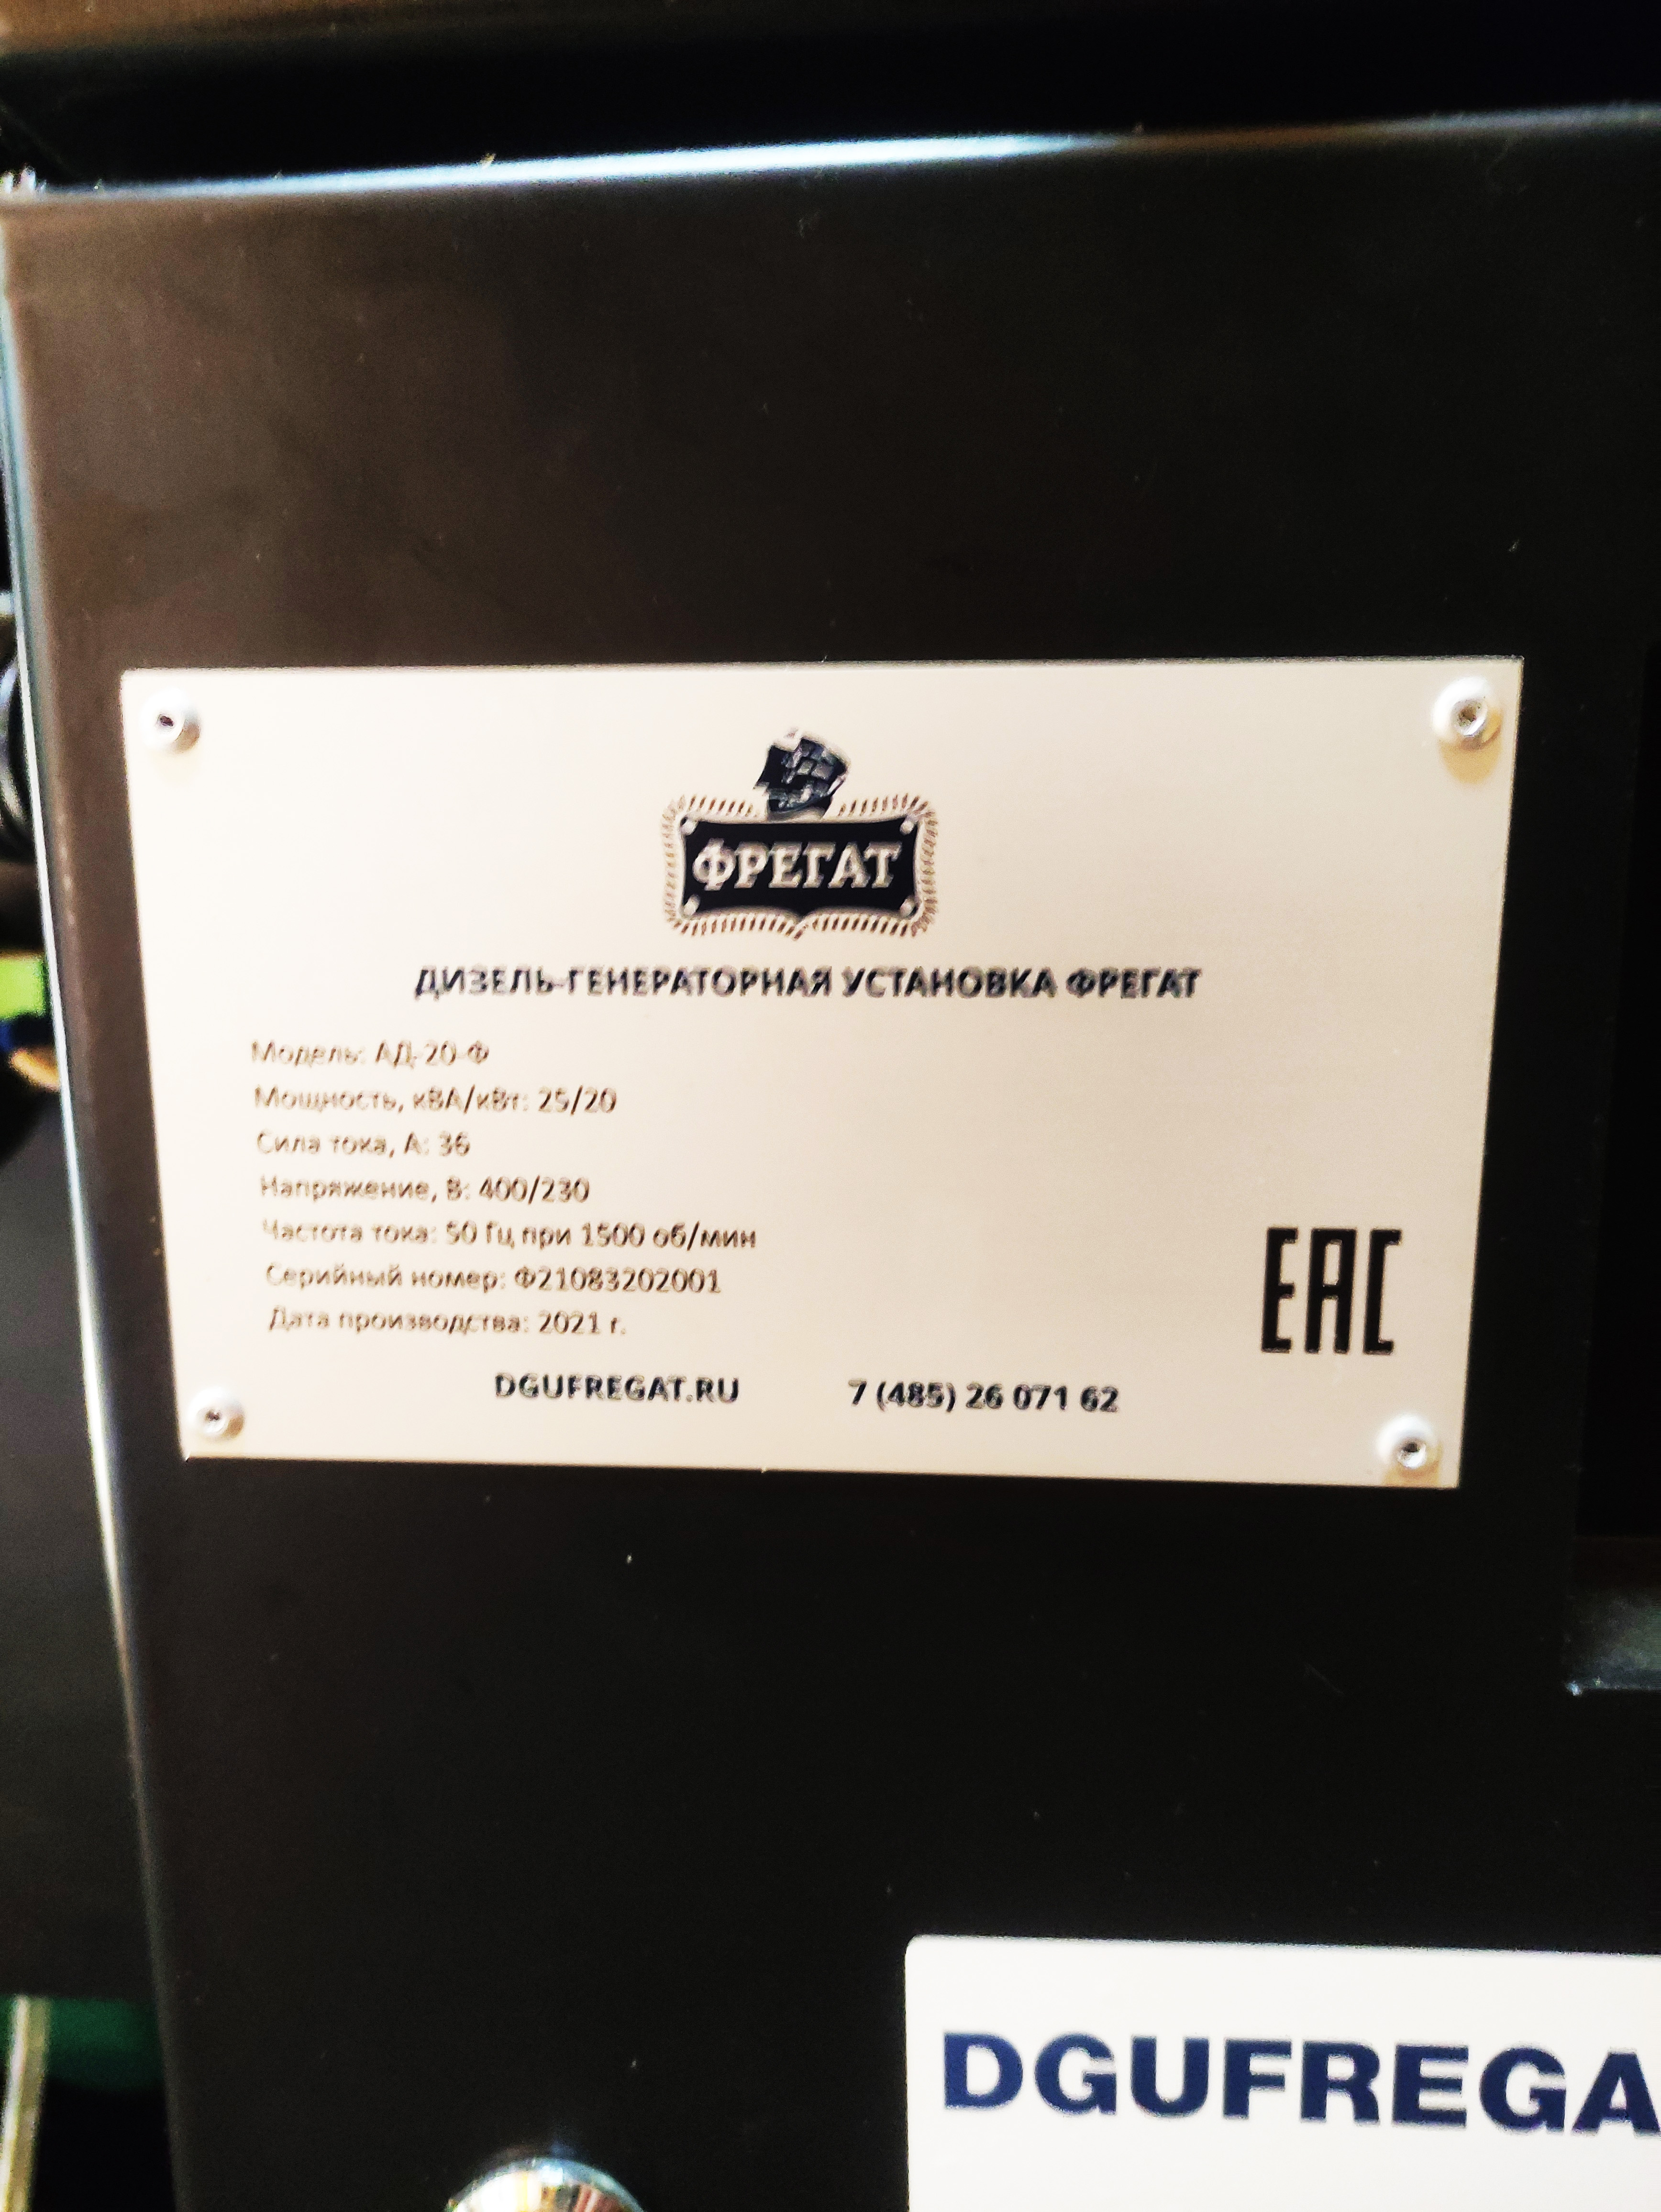 ФРЕГАТ
ДИЗЕЛЬ-ГЕНЕРАТОРНАЯ УСТАНОВКА ФРЕГАТ
Модель: АД-20-Ф
Мощность, кВА/кВт: 25/20
Сила тока, А: 36
Напряжение, В: 400/230
Частота тока: 50 Гц при 1500 об/мин
Серийный номер: Ф21083202001
Дата производства: 2021 г.
EAC
DGUFREGAT.RU 7 (485) 26 071 62
DGUFREGA